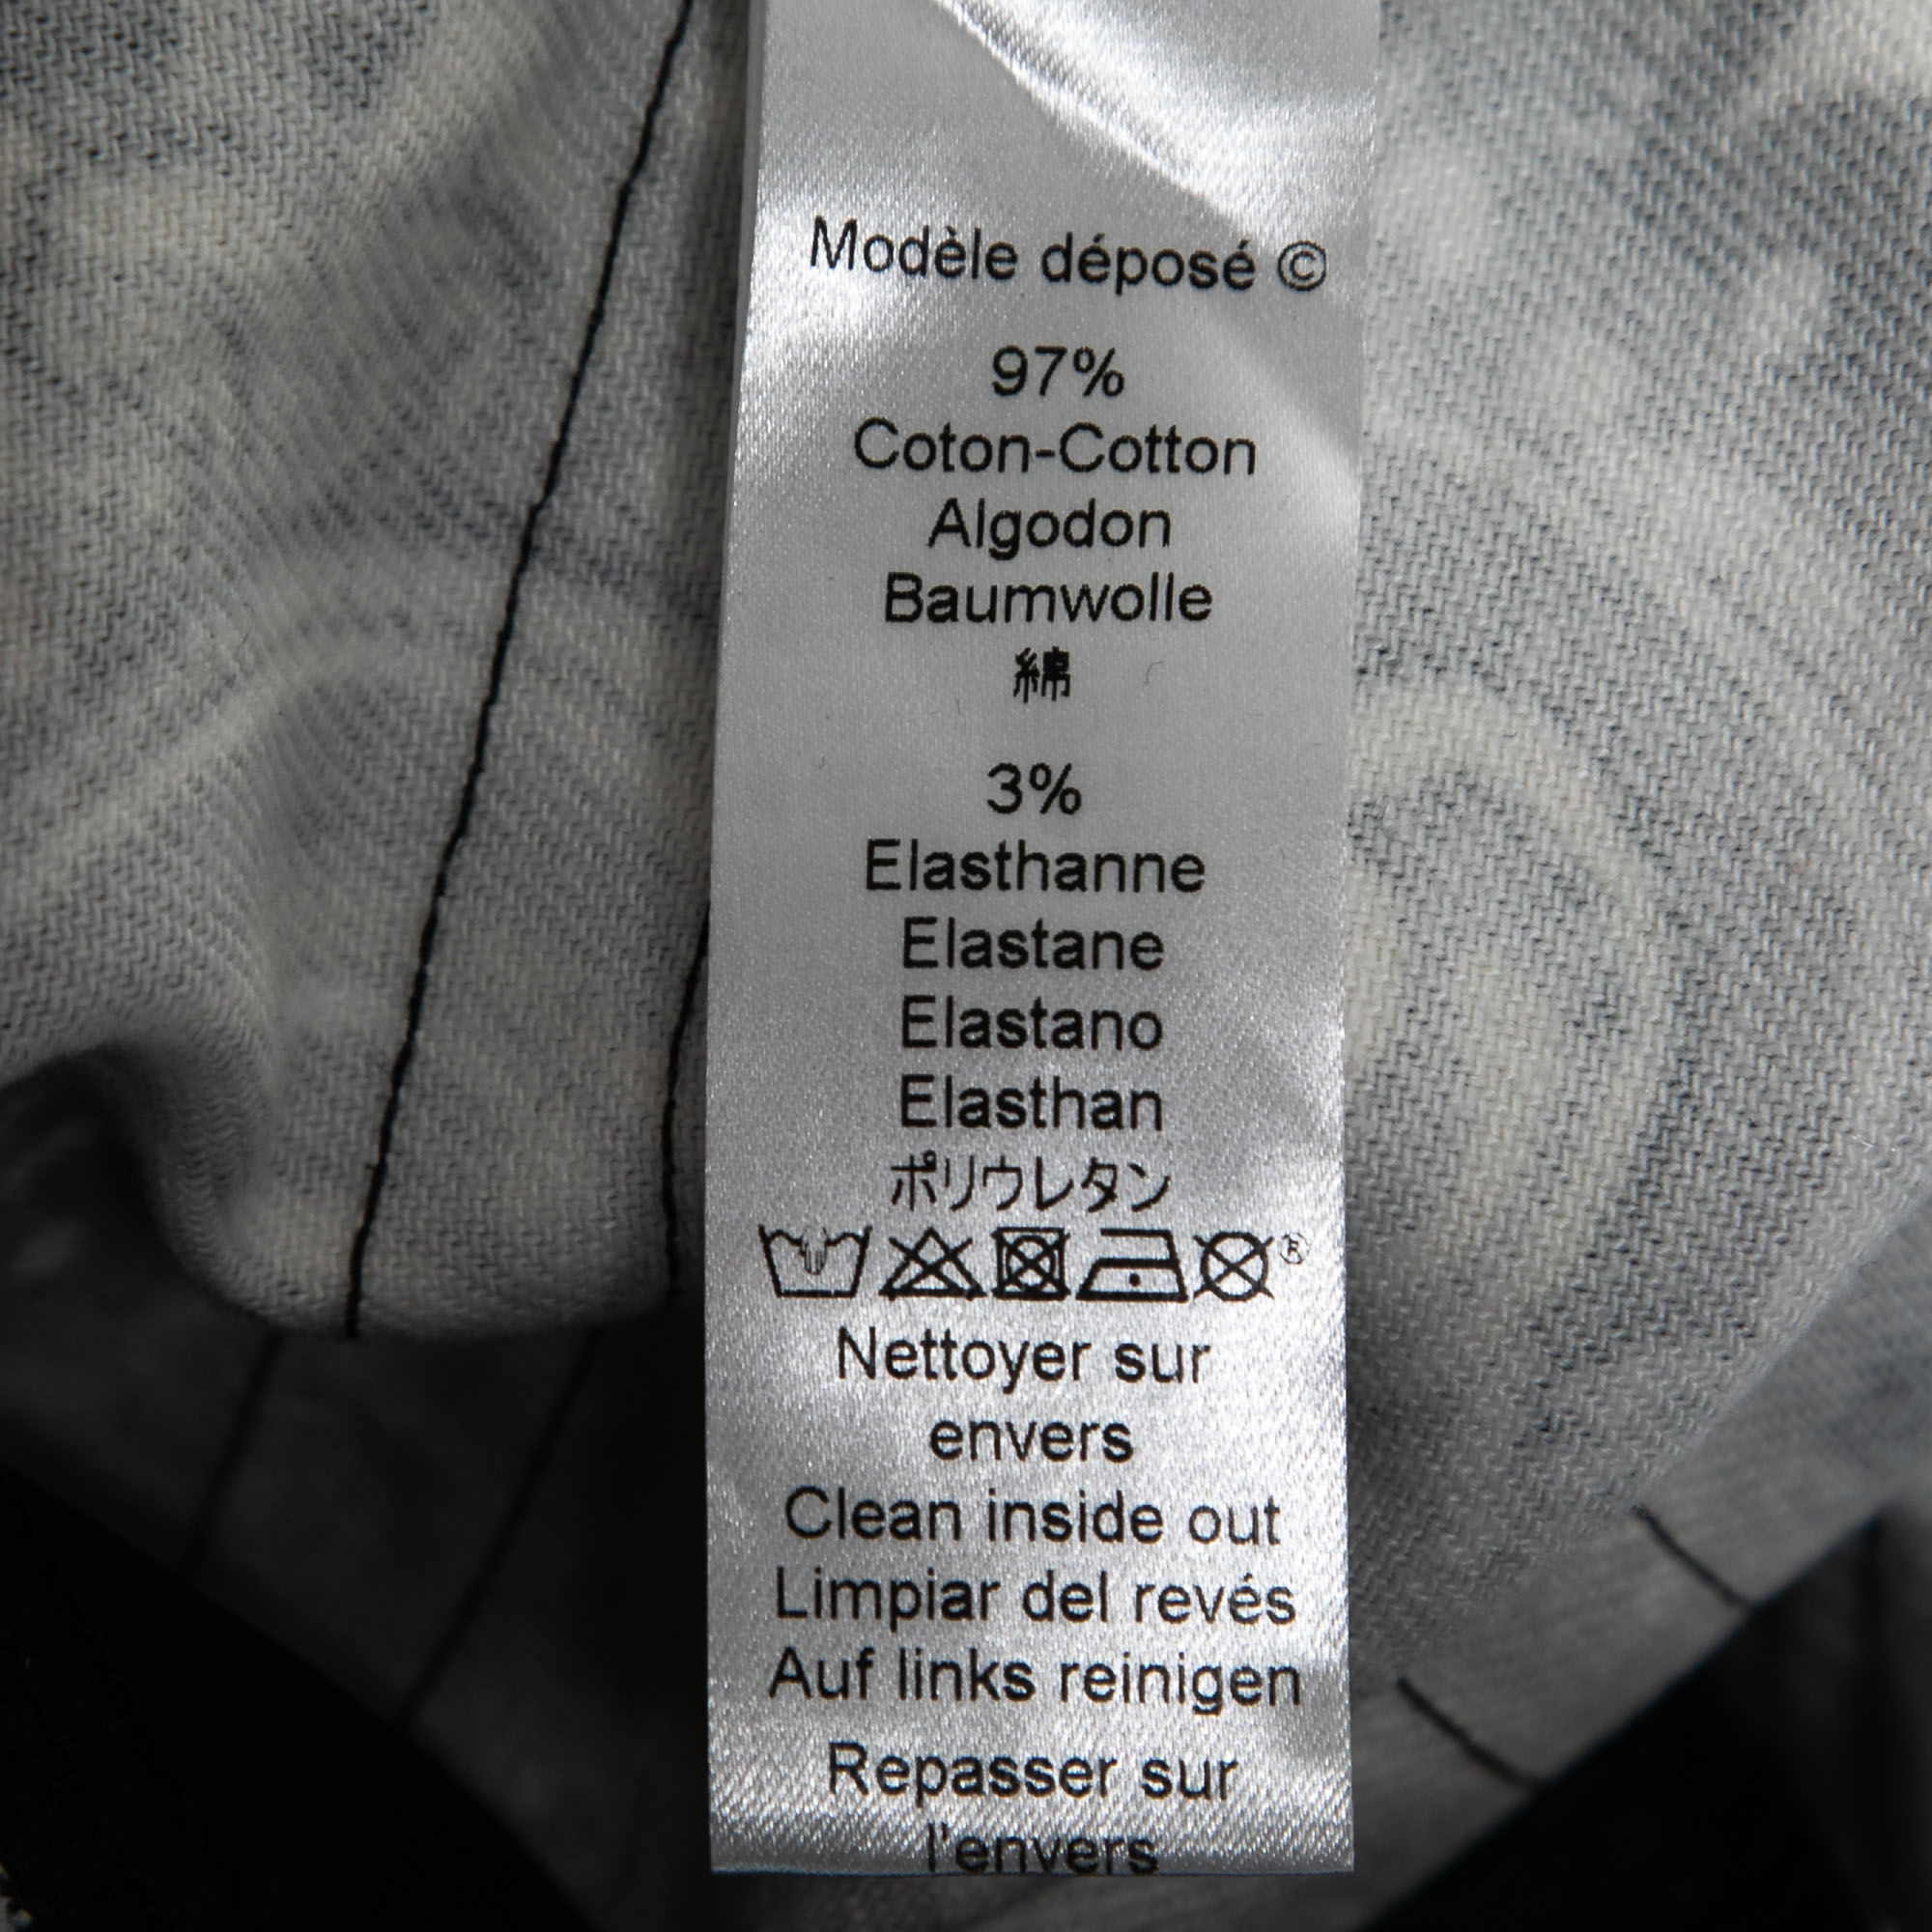 Modèle déposé ©
97%
Coton-Cotton
Algodon
Baumwolle
綿
3%
Elasthanne
Elastane
Elastano
Elasthan
ポリウレタン
®
Nettoyer sur
envers
Clean inside out
Limpiar del revés
Auf links reinigen
Repasser sur
l'envers